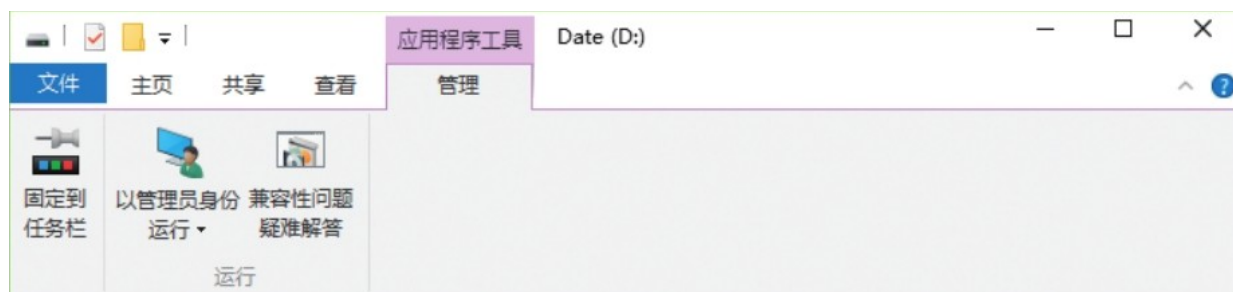 应用程序工具 Date (D:)
文件 主页 共享 查看 管理
固定到
任务栏
以管理员身份
运行
兼容性问题
疑难解答
运行